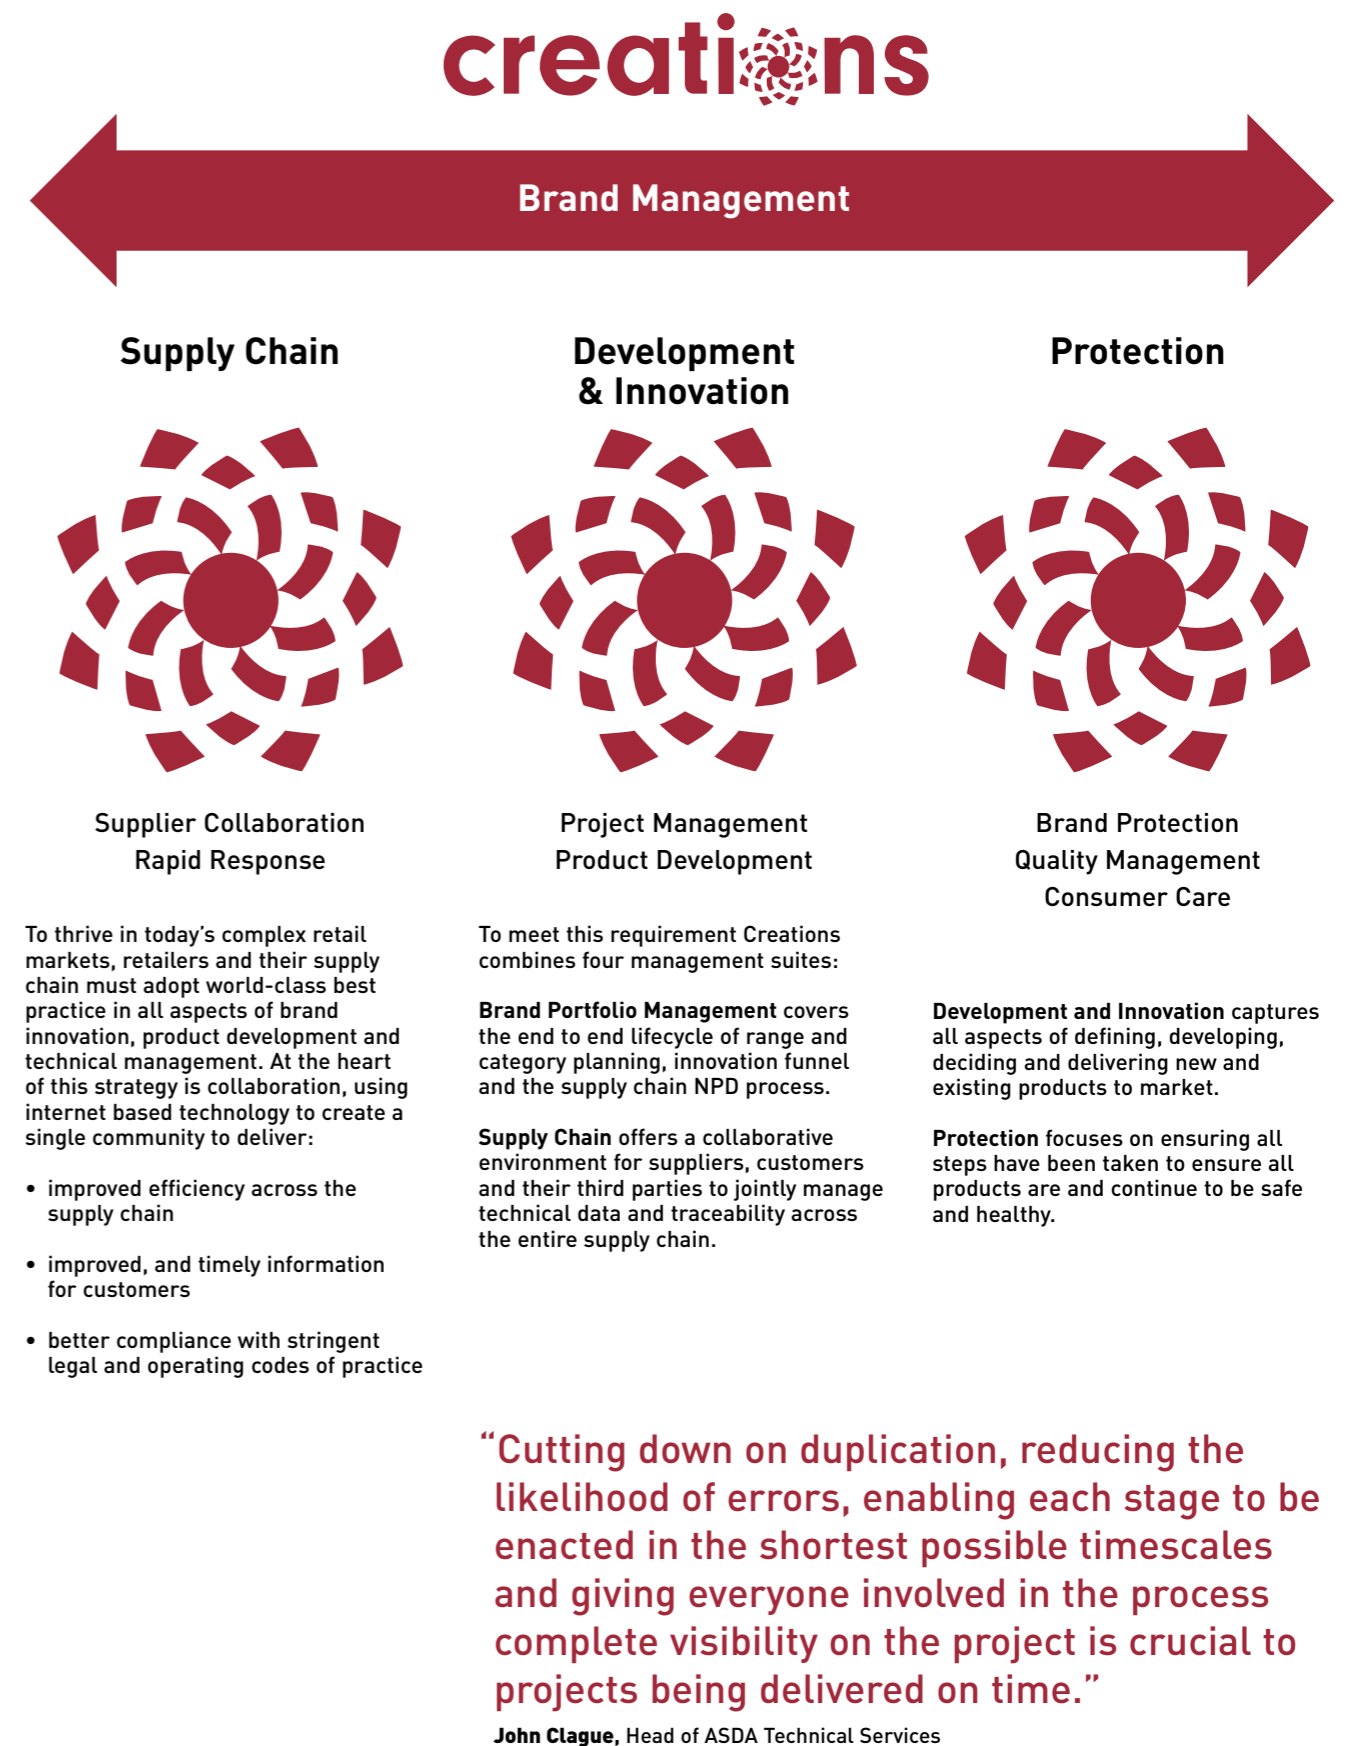 creations
Brand Management
Supply Chain
Development
& Innovation
Protection
Supplier Collaboration
Rapid Response
Project Management
Product Development
Brand Protection
Quality Management
Consumer Care
To thrive in today’s complex retail
markets, retailers and their supply
chain must adopt world-class best
practice in all aspects of brand
innovation, product development and
technical management. At the heart
of this strategy is collaboration, using
internet based technology to create a
single community to deliver:
• improved efficiency across the
supply chain
• improved, and timely information
for customers
• better compliance with stringent
legal and operating codes of practice
To meet this requirement Creations
combines four management suites:
Brand Portfolio Management covers
the end to end lifecycle of range and
category planning, innovation funnel
and the supply chain NPD process.
Supply Chain offers a collaborative
environment for suppliers, customers
and their third parties to jointly manage
technical data and traceability across
the entire supply chain.
Development and Innovation captures
all aspects of defining, developing,
deciding and delivering new and
existing products to market.
Protection focuses on ensuring all
steps have been taken to ensure all
products are and continue to be safe
and healthy.
“Cutting down on duplication, reducing the
likelihood of errors, enabling each stage to be
enacted in the shortest possible timescales
and giving everyone involved in the process
complete visibility on the project is crucial to
projects being delivered on time.”
John Clague, Head of ASDA Technical Services